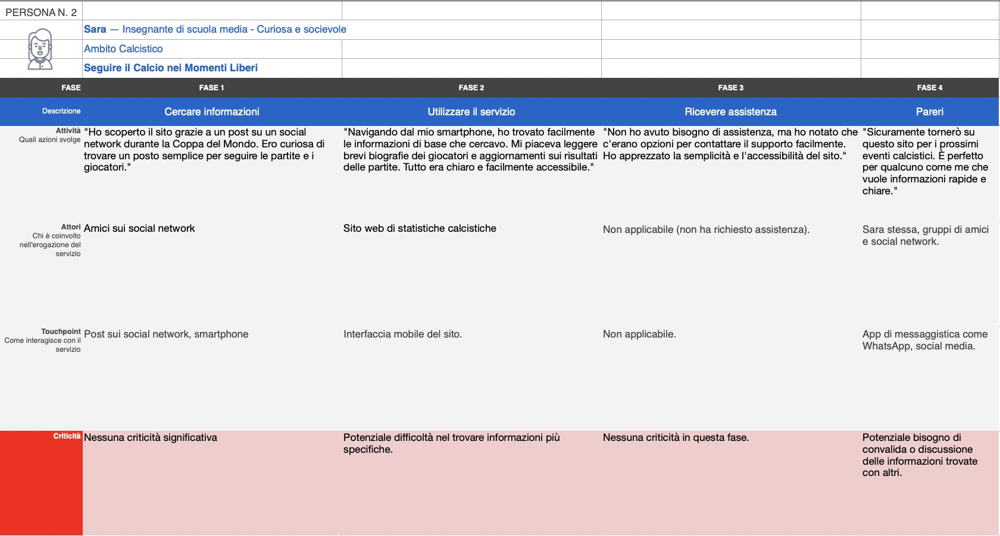 PERSONA N. 2
Sara — Insegnante di scuola media - Curiosa e socievole
Ambito Calcistico
Seguire il Calcio nei Momenti Liberi
FASE
FASE 1
FASE 2
FASE 3
FASE 4
Descrizione
Cercare informazioni
Utilizzare il servizio
Ricevere assistenza
Pareri
Attività
Quali azioni svolge
"Ho scoperto il sito grazie a un post su un social
network durante la Coppa del Mondo. Ero curiosa di
trovare un posto semplice per seguire le partite e i
giocatori."
"Navigando dal mio smartphone, ho trovato facilmente
le informazioni di base che cercavo. Mi piaceva leggere
brevi biografie dei giocatori e aggiornamenti sui risultati
delle partite. Tutto era chiaro e facilmente accessibile."
"Non ho avuto bisogno di assistenza, ma ho notato che
c'erano opzioni per contattare il supporto facilmente.
Ho apprezzato la semplicità e l'accessibilità del sito."
"Sicuramente tornerò su
questo sito per i prossimi
eventi calcistici. È perfetto
per qualcuno come me che
vuole informazioni rapide e
chiare."
Attori
Chi è coinvolto
nell'erogazione del
servizio
Amici sui social network
Sito web di statistiche calcistiche
Non applicabile (non ha richiesto assistenza).
Sara stessa, gruppi di amici
e social network.
Touchpoint
Come interagisce con il
servizio
Post sui social network, smartphone
Interfaccia mobile del sito.
Non applicabile.
App di messaggistica come
WhatsApp, social media.
Criticità
Nessuna criticità significativa
Potenziale difficoltà nel trovare informazioni più
specifiche.
Nessuna criticità in questa fase.
Potenziale bisogno di
convalida o discussione
delle informazioni trovate
con altri.